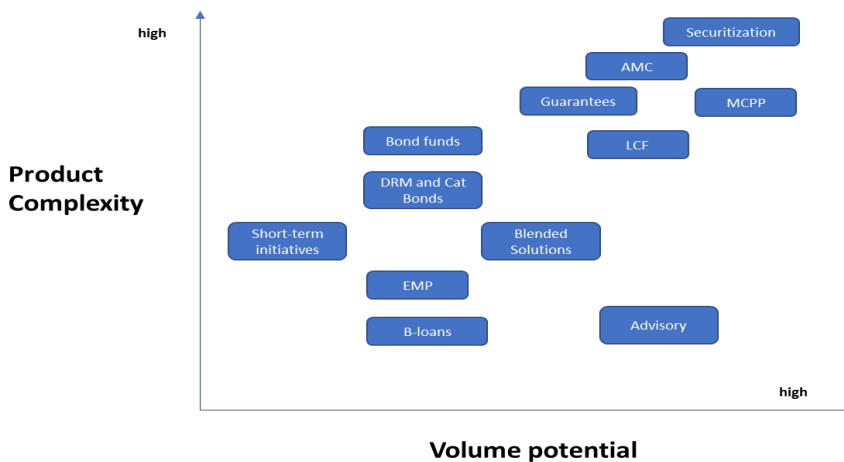 high
Securitization
AMC
Guarantees
MCPP
Bond funds
LCF
Product
Complexity
DRM and Cat
Bonds
Short-term
initiatives
Blended
Solutions
EMP
B-loans
Advisory
high
Volume potential